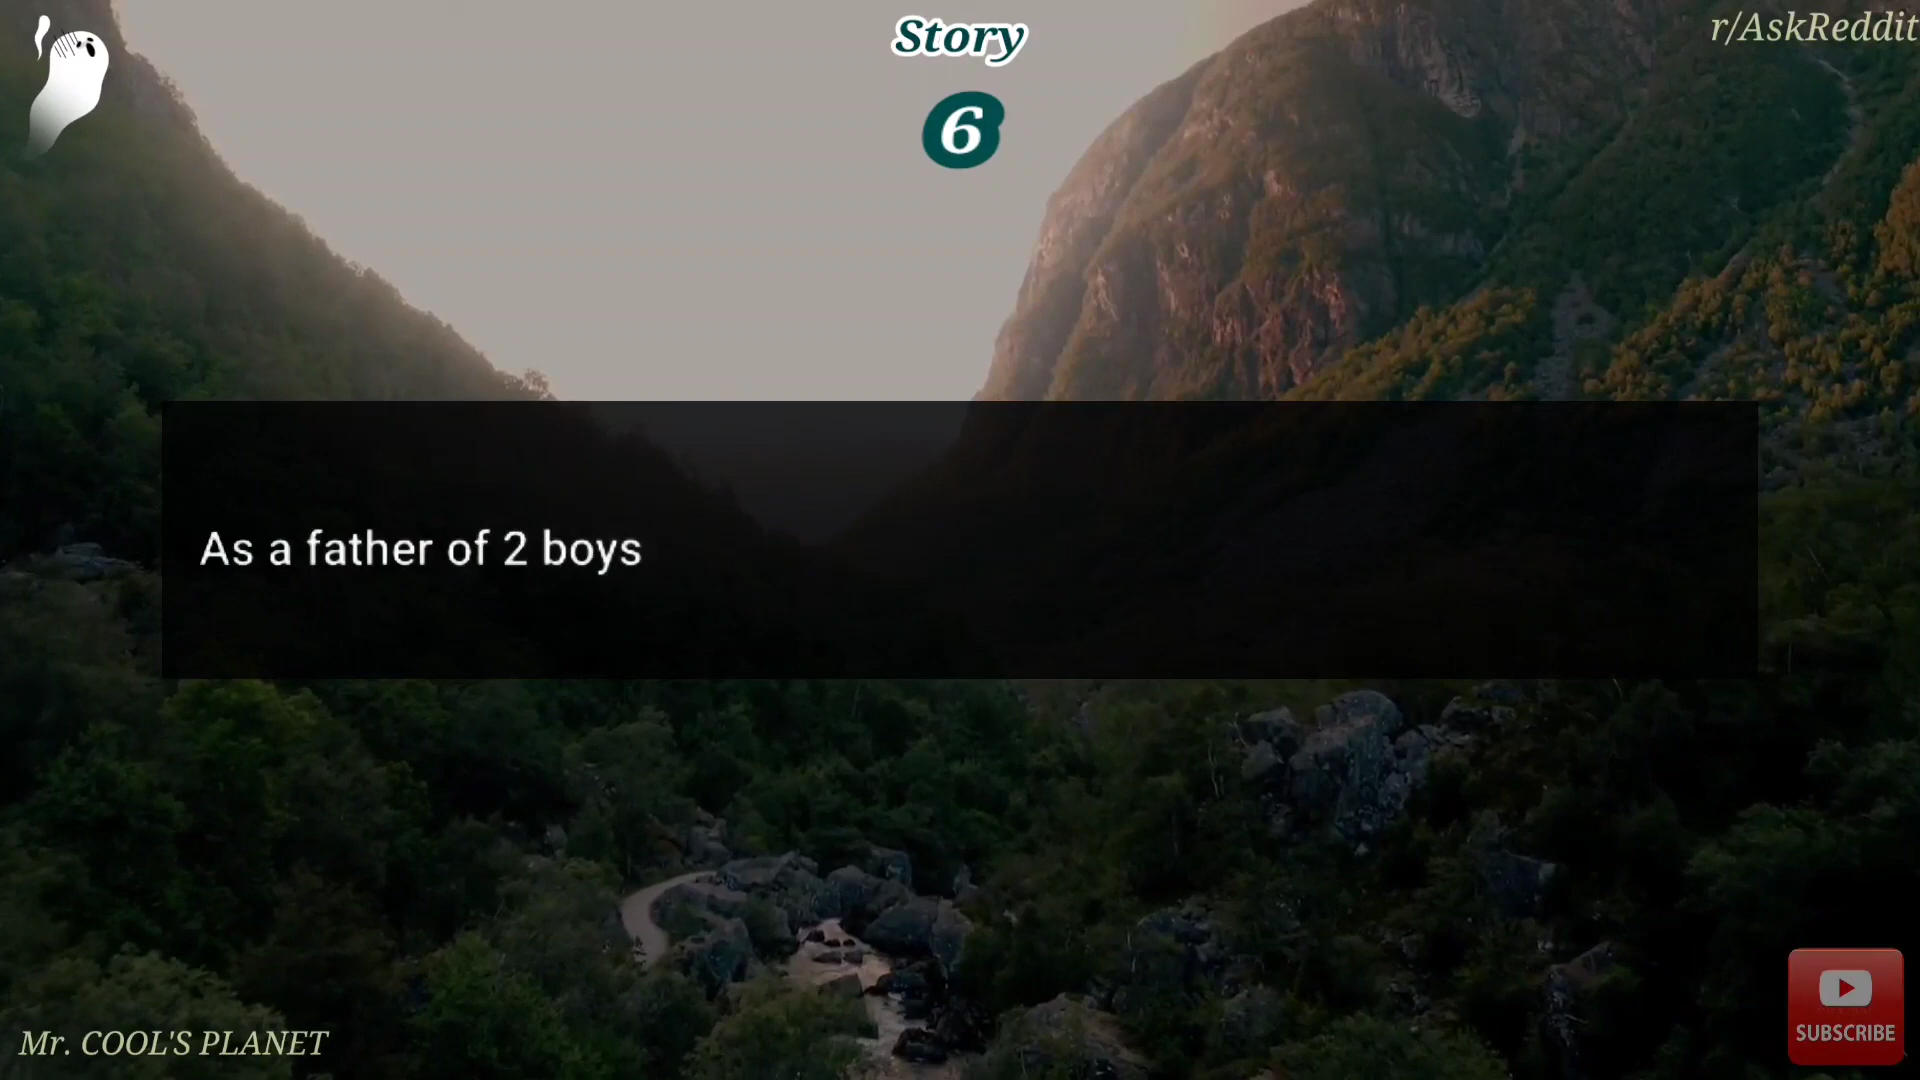 Story
r/AskReddit
6
As a father of 2 boys
Mr. COOL'S PLANET
SUBSCRIBE